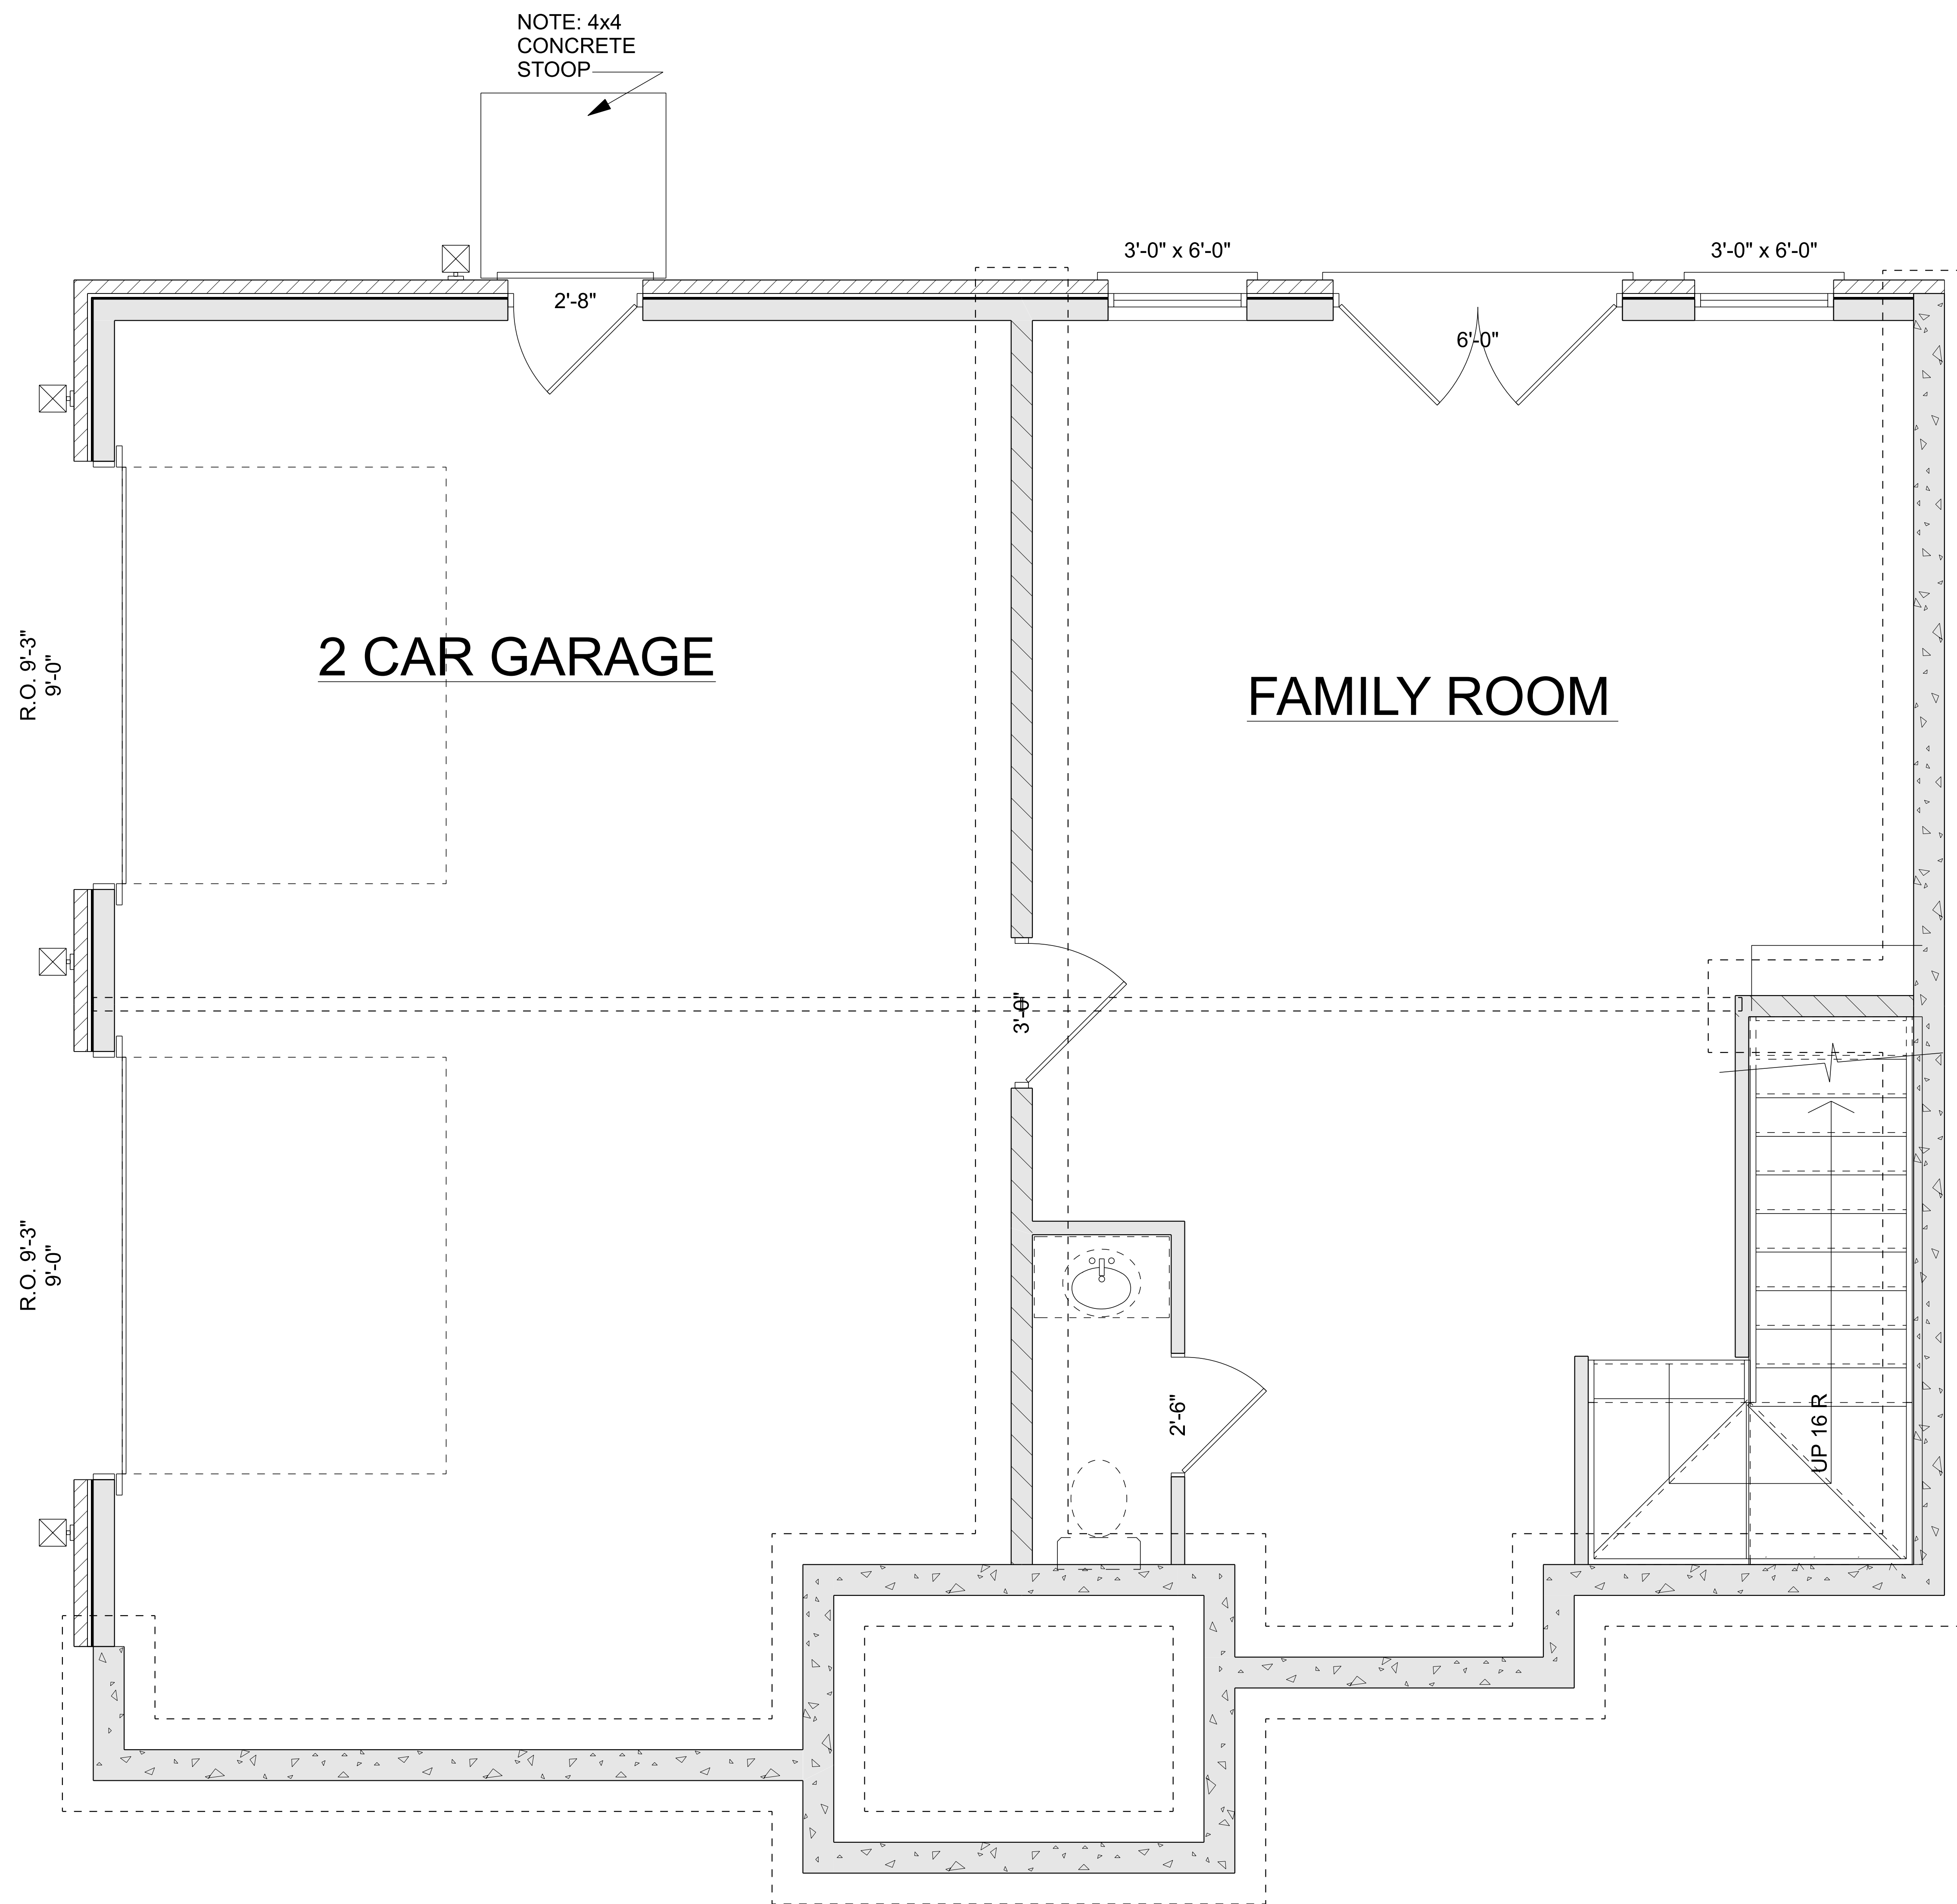 NOTE: 4x4
CONCRETE
STOOP
3'-0" x 6'-0"
3'-0" x 6'-0"
2'-8"
6'-0"
R.O. 9'-3"
9'-0"
2 CAR GARAGE
FAMILY ROOM
3'-0"
R.O. 9'-3"
9'-0"
2'-6"
UP 16 R